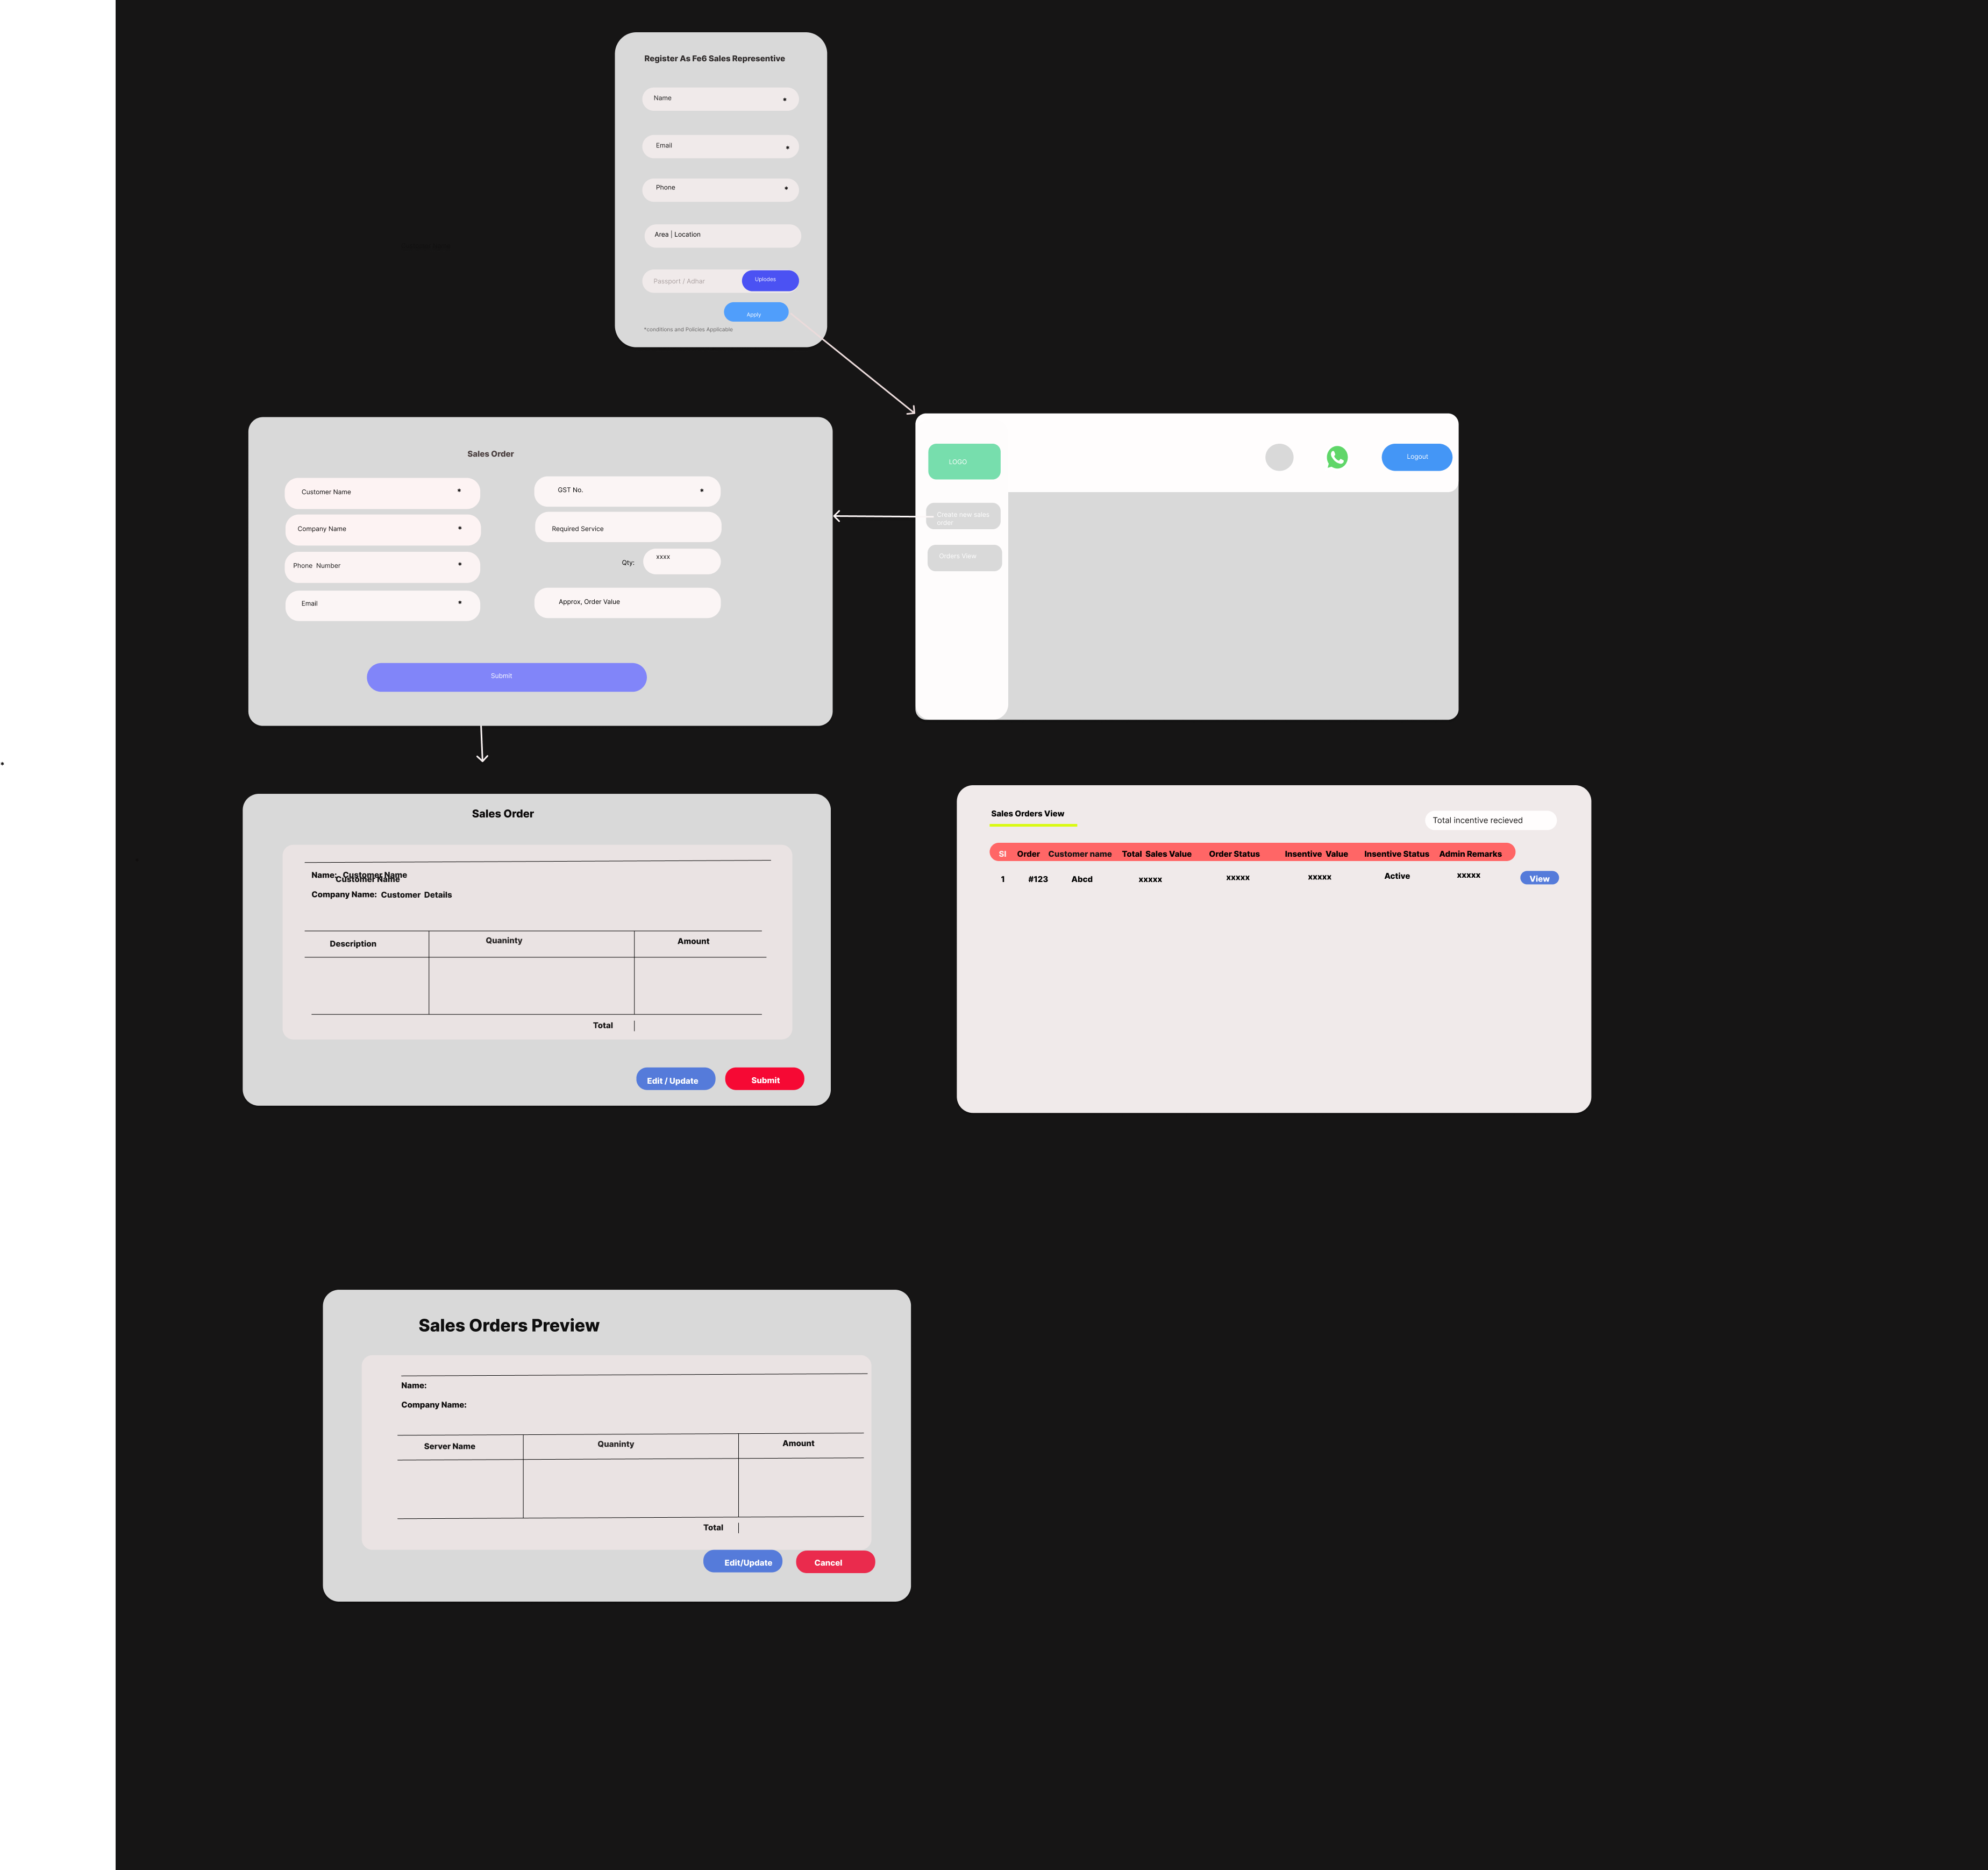 Register As Fe6 Sales Representive
Name *
Email *
Phone *
Area | Location
Passport / Adhar
Uplodes
Apply
*conditions and Policies Applicable
Sales Order
Customer Name *
GST No. *
Company Name *
Required Service
Phone Number *
Qty: xxxx
Email *
Approx, Order Value
Submit
LOGO
Logout
Create new sales
order
Orders View
Sales Order
Name: Customer Name
Customer Name
Company Name: Customer Details
Description Quaninty Amount
Total
Edit / Update Submit
Sales Orders View
Total incentive recieved
Sl Order Customer name Total Sales Value Order Status Insentive Value Insentive Status Admin Remarks
1 #123 Abcd xxxxx xxxxx xxxxx Active xxxxx View
Sales Orders Preview
Name:
Company Name:
Server Name Quaninty Amount
Total
Edit/Update Cancel